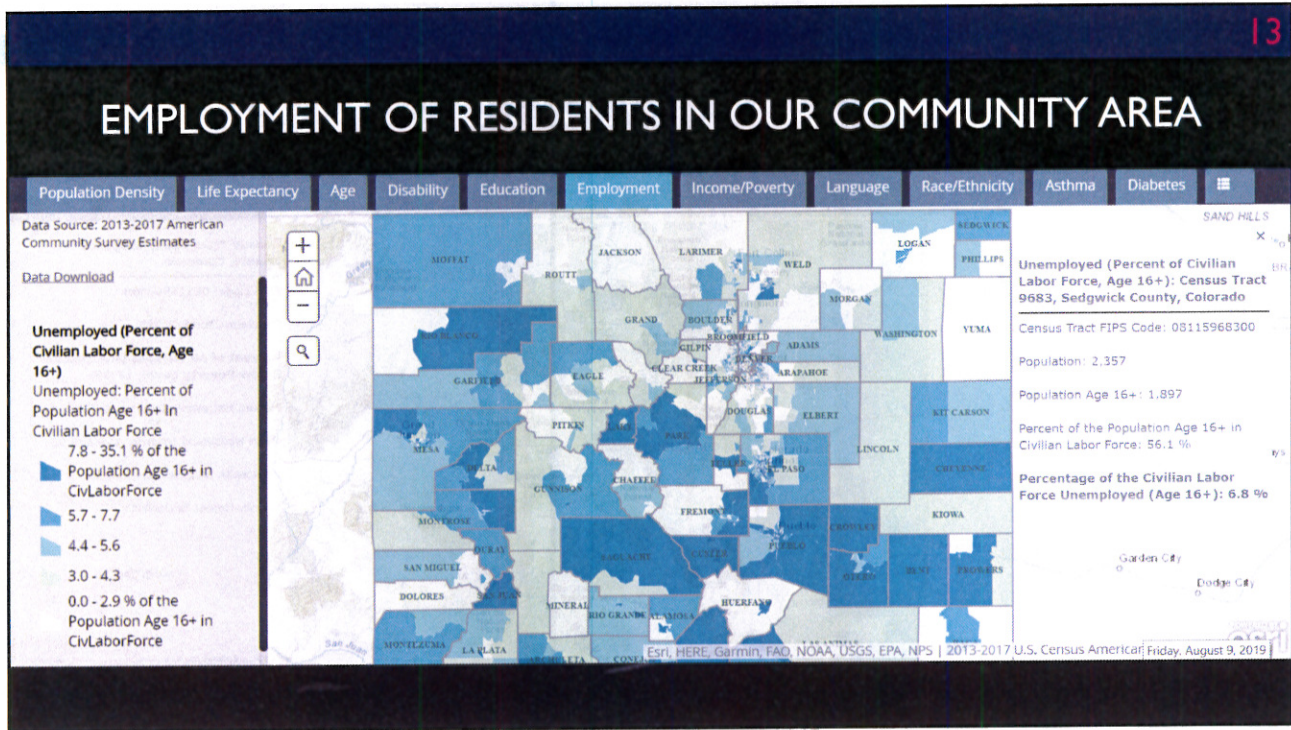 13
EMPLOYMENT OF RESIDENTS IN OUR COMMUNITY AREA
Population Density Life Expectancy Age Disability Education Employment Income/Poverty Language Race/Ethnicity Asthma Diabetes
Data Source: 2013-2017 American
Community Survey Estimates
Data Download
Unemployed (Percent of
Civilian Labor Force, Age
16+)
Unemployed: Percent of
Population Age 16+ In
Civilian Labor Force
7.8 - 35.1 % of the
Population Age 16+ in
CivLaborForce
5.7 - 7.7
4.4 - 5.6
3.0 - 4.3
0.0 - 2.9 % of the
Population Age 16+ in
CivLaborForce
SAND HILLS
SEDGWICK
LOGAN
JACKSON
LARIMER
MOFFAT
PHILLIPS
WELD
ROUTT
MORGAN
GRAND
BOULDER
WASHINGTON
YUMA
RIO BLANCO
BROOMFIELD
GILPIN
ADAMS
DENVER
CLEAR CREEK
ARAPAHOE
EAGLE
GARFIELD
JEFFERSON
DOUGLAS
ELBERT
KIT CARSON
PITKIN
LAKE
PARK
MESA
LINCOLN
DELTA
TELLER
EL PASO
CHEYENNE
CHAFFEE
GUNNISON
FREMONT
KIOWA
MONTROSE
Pueblo
CROWLEY
PUEBLO
OURAY
SAGUACHE
CUSTER
SAN MIGUEL
OTERO
BENT
PROWERS
DOLORES
SAN JUAN
MINERAL
HUERFANO
RIO GRANDE
ALAMOSA
MONTEZUMA
LA PLATA
San Juan
Unemployed (Percent of Civilian
Labor Force, Age 16+): Census Tract
9683, Sedgwick County, Colorado
Census Tract FIPS Code: 08115968300
Population: 2,357
Population Age 16+: 1,897
Percent of the Population Age 16+ in
Civilian Labor Force: 56.1 %
Percentage of the Civilian Labor
Force Unemployed (Age 16+): 6.8 %
Garden City
Dodge City
esri
Esri, HERE, Garmin, FAO, NOAA, USGS, EPA, NPS | 2013-2017 U.S. Census American Friday, August 9, 2019